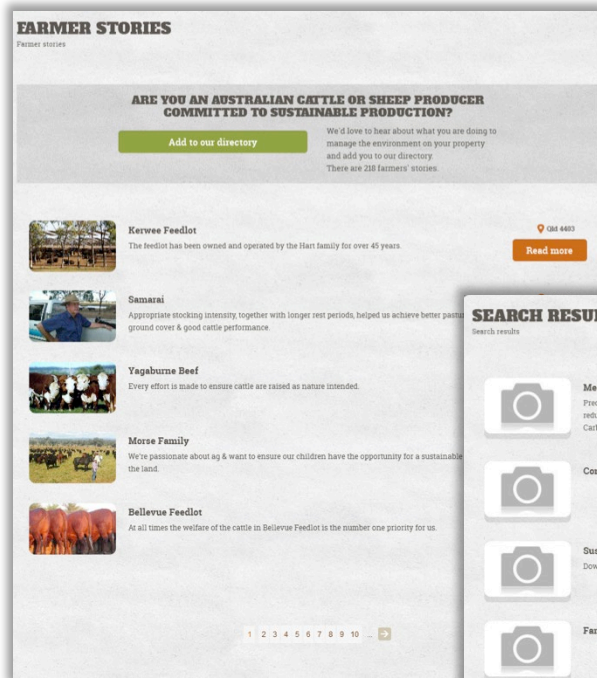 FARMER STORIES
Farmer stories
ARE YOU AN AUSTRALIAN CATTLE OR SHEEP PRODUCER
COMMITTED TO SUSTAINABLE PRODUCTION?
Add to our directory
We'd love to hear about what you are doing to
manage the environment on your property
and add you to our directory.
There are 218 farmers' stories.
Kerwee Feedlot
The feedlot has been owned and operated by the Hart family for over 45 years.
Qld 4403
Read more
Samarai
Appropriate stocking intensity, together with longer rest periods, helped us achieve better pastu
ground cover & good cattle performance.
Yagaburne Beef
Every effort is made to ensure cattle are raised as nature intended.
Morse Family
We're passionate about ag & want to ensure our children have the opportunity for a sustainable
the land.
Bellevue Feedlot
At all times the welfare of the cattle in Bellevue Feedlot is the number one priority for us.
1 2 3 4 5 6 7 8 9 10 ...
SEARCH RESU
Search results
Me
redu
Con
Sus
Dow
Far